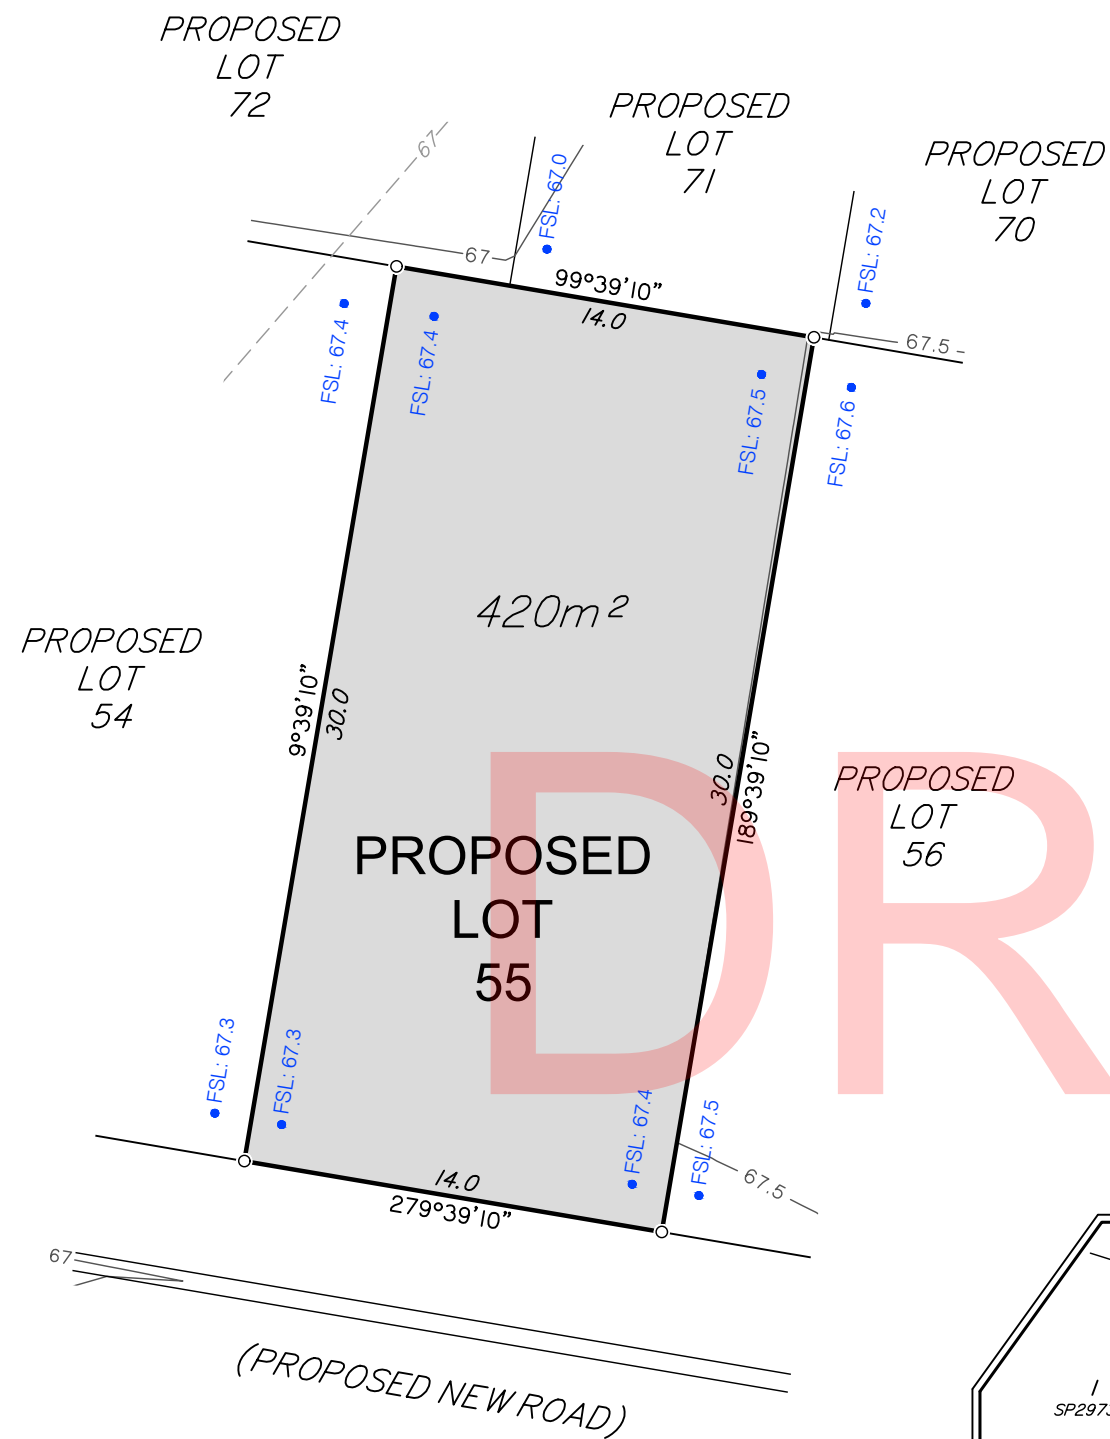 PROPOSED
LOT
72
PROPOSED
LOT
71
PROPOSED
LOT
70
67
FSL: 67.0
FSL: 67.2
67
99°39'10"
14.0
67.5
FSL: 67.4
FSL: 67.4
FSL: 67.5
FSL: 67.6
420m²
PROPOSED
LOT
54
9°39'10"
30.0
30.0
189°39'10"
PROPOSED
LOT
56
PROPOSED
LOT
55
DR
FSL: 67.3
FSL: 67.3
FSL: 67.4
FSL: 67.5
67.5
14.0
279°39'10"
67
(PROPOSED NEW ROAD)
1
SP2973